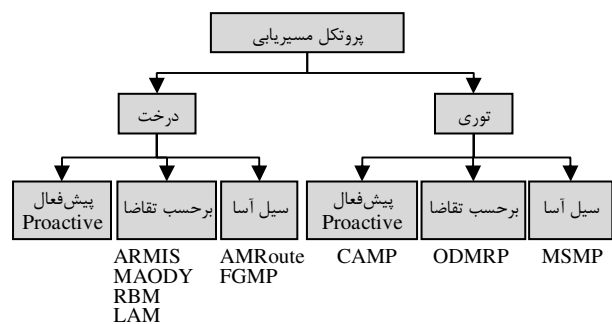 پروتکل مسیریابی
توری
درخت
سیل آسا
برحسب تقاضا
پیش‌فعال
Proactive
سیل آسا
برحسب تقاضا
پیش‌فعال
Proactive
MSMP
ODMRP
CAMP
AMRoute
FGMP
ARMIS
MAODY
RBM
LAM